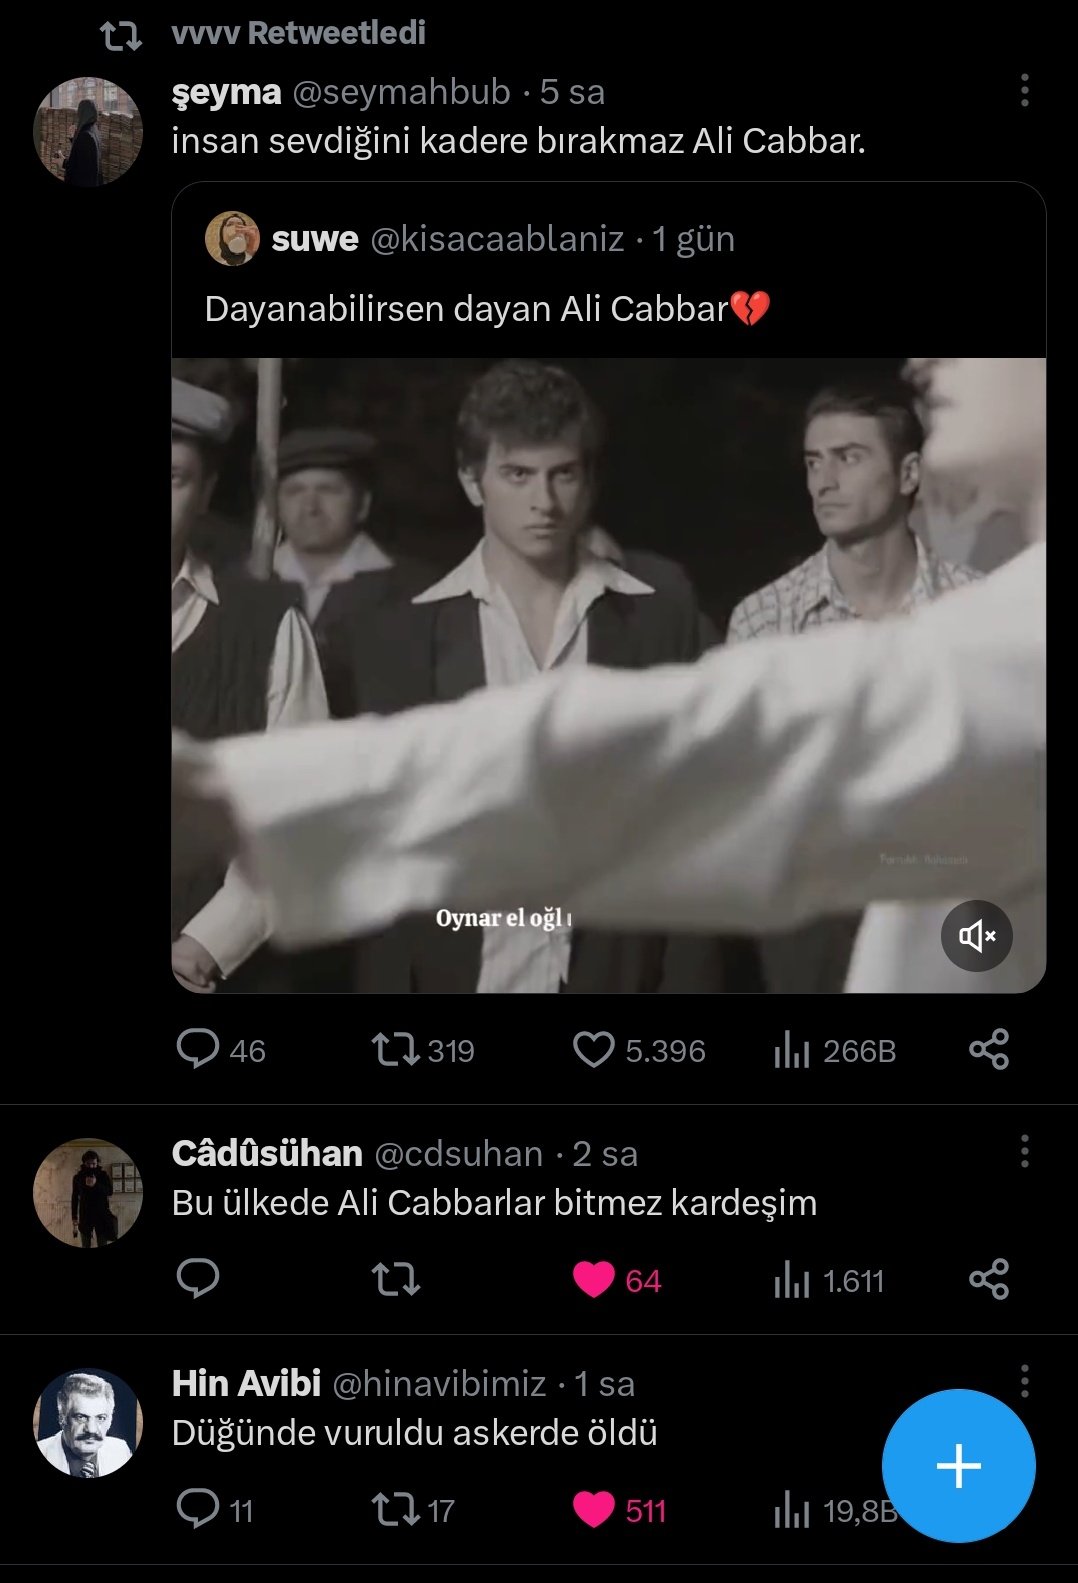 vvvv Retweetledi
şeyma @seymahbub · 5 sa
insan sevdiğini kadere bırakmaz Ali Cabbar.
suwe @kisacaablaniz · 1 gün
Dayanabilirsen dayan Ali Cabbar💔
Oynar el oğlı
46 319 5.396 266B
Câdûsühan @cdsuhan · 2 sa
Bu ülkede Ali Cabbarlar bitmez kardeşim
64 1.611
Hin Avibi @hinavibimiz · 1 sa
Düğünde vuruldu askerde öldü
11 17 511 19,8B